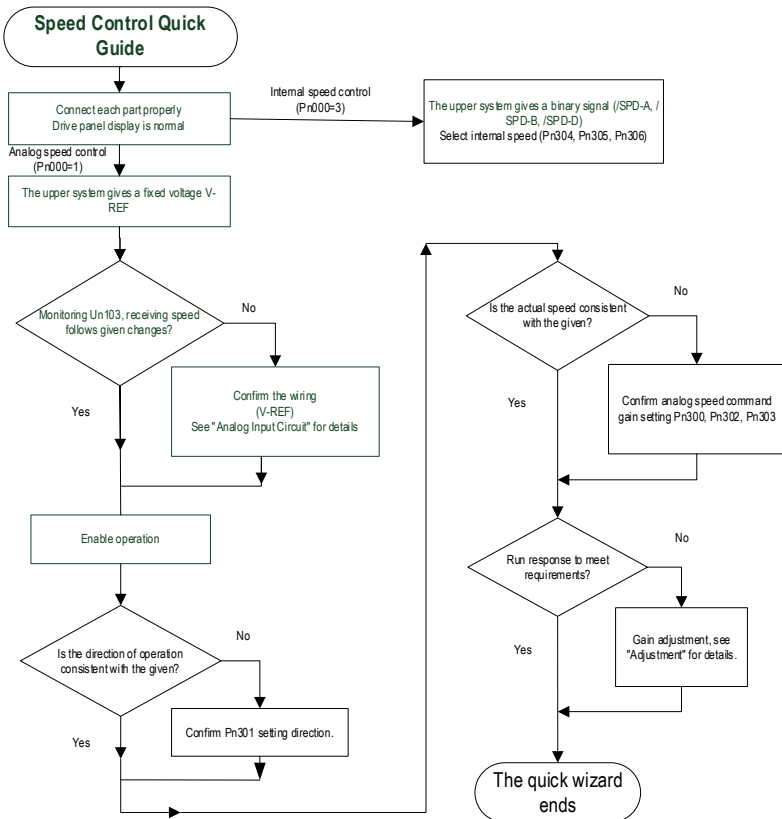 Speed Control Quick
Guide
Connect each part properly
Drive panel display is normal
Internal speed control
(Pn000=3)
The upper system gives a binary signal (/SPD-A, /
SPD-B, /SPD-D)
Select internal speed (Pn304, Pn305, Pn306)
Analog speed control
(Pn000=1)
The upper system gives a fixed voltage V-
REF
Monitoring Un103, receiving speed
follows given changes?
No
Yes
Confirm the wiring
(V-REF)
See "Analog Input Circuit" for details
Enable operation
Is the direction of operation
consistent with the given?
No
Yes
Confirm Pn301 setting direction.
Is the actual speed consistent
with the given?
No
Yes
Confirm analog speed command
gain setting Pn300, Pn302, Pn303
Run response to meet
requirements?
No
Yes
Gain adjustment, see
"Adjustment" for details.
The quick wizard
ends